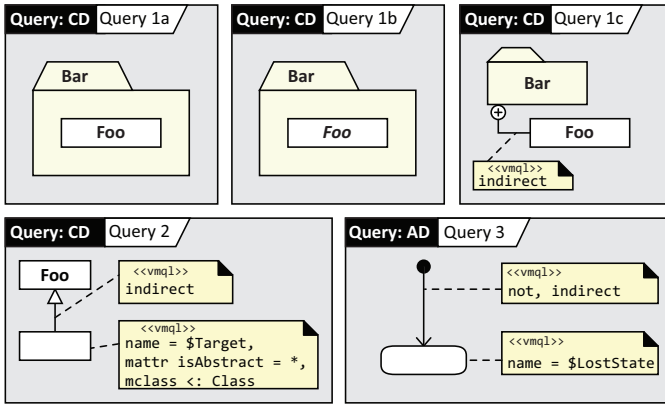 Query: CD Query 1a
Bar
Foo
Query: CD Query 1b
Bar
Foo
Query: CD Query 1c
Bar
Foo
<<vmql>>
indirect
Query: CD Query 2
Foo
<<vmql>>
indirect
<<vmql>>
name = $Target,
mattr isAbstract = *,
mclass <: Class
Query: AD Query 3
<<vmql>>
not, indirect
<<vmql>>
name = $LostState